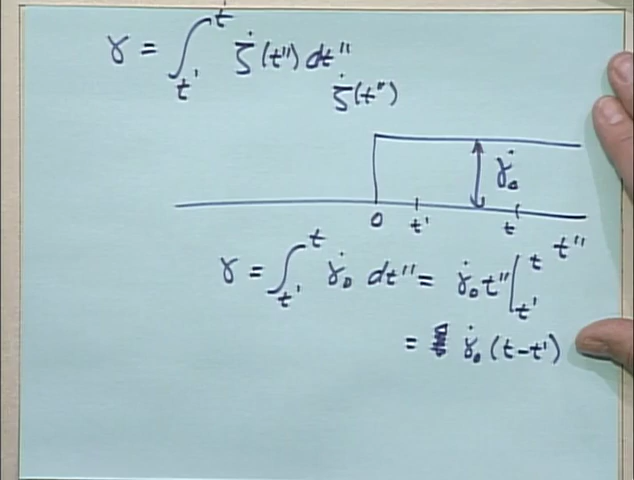 γ = ∫_{t'}^{t} ζ̇(t'') dt''
ζ̇(t'')
γ̇₀
0 t' t t''
γ = ∫_{t'}^{t} γ̇₀ dt'' = γ̇₀ t'' |_{t'}^{t}
= γ̇₀ (t-t')